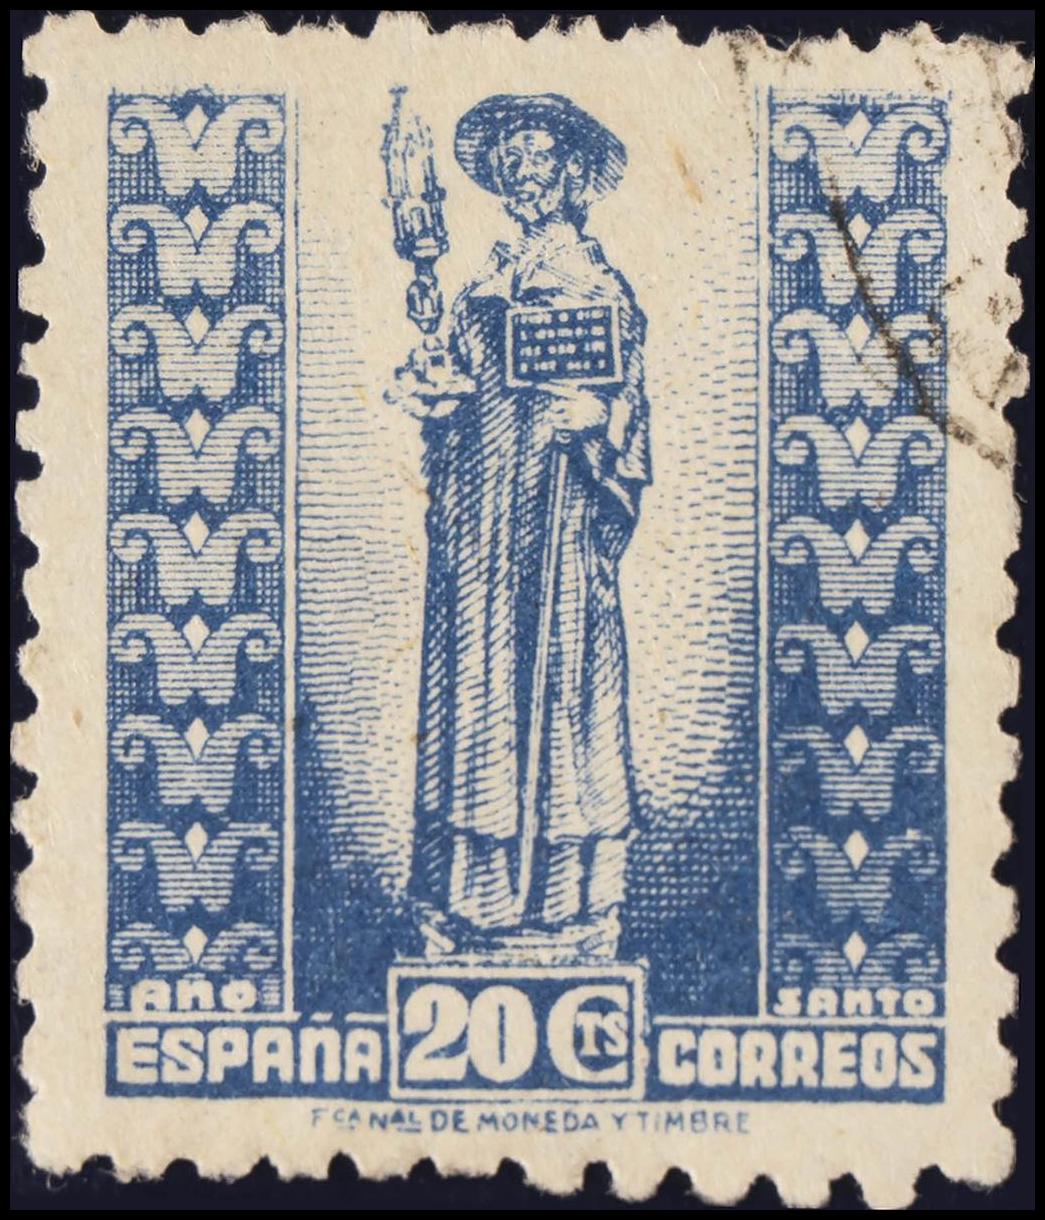 AÑO SANTO
ESPAÑA 20 CTS CORREOS
FCA NAL DE MONEDA Y TIMBRE